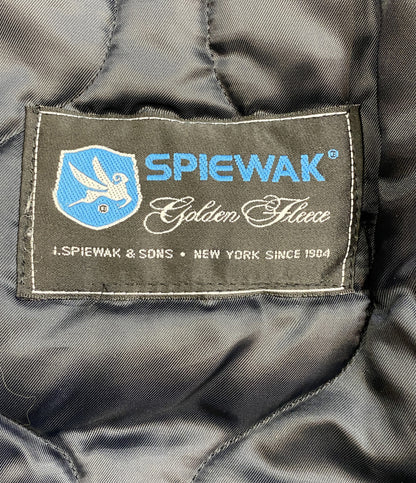 SPIEWAK®
Golden Fleece
I.SPIEWAK & SONS • NEW YORK SINCE 1904